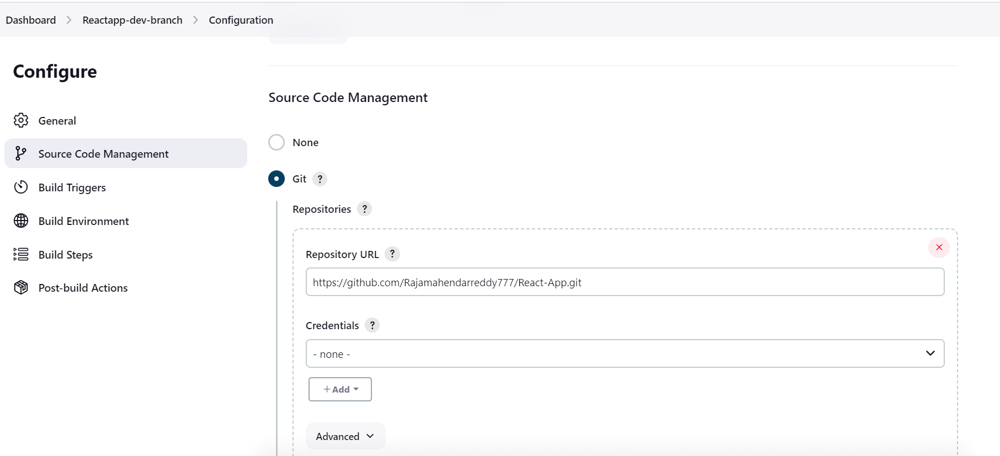 Dashboard > Reactapp-dev-branch > Configuration
Configure
General
Source Code Management
Build Triggers
Build Environment
Build Steps
Post-build Actions
Source Code Management
None
Git ?
Repositories ?
Repository URL ?
https://github.com/Rajamahendarreddy777/React-App.git
Credentials ?
- none -
+ Add
Advanced